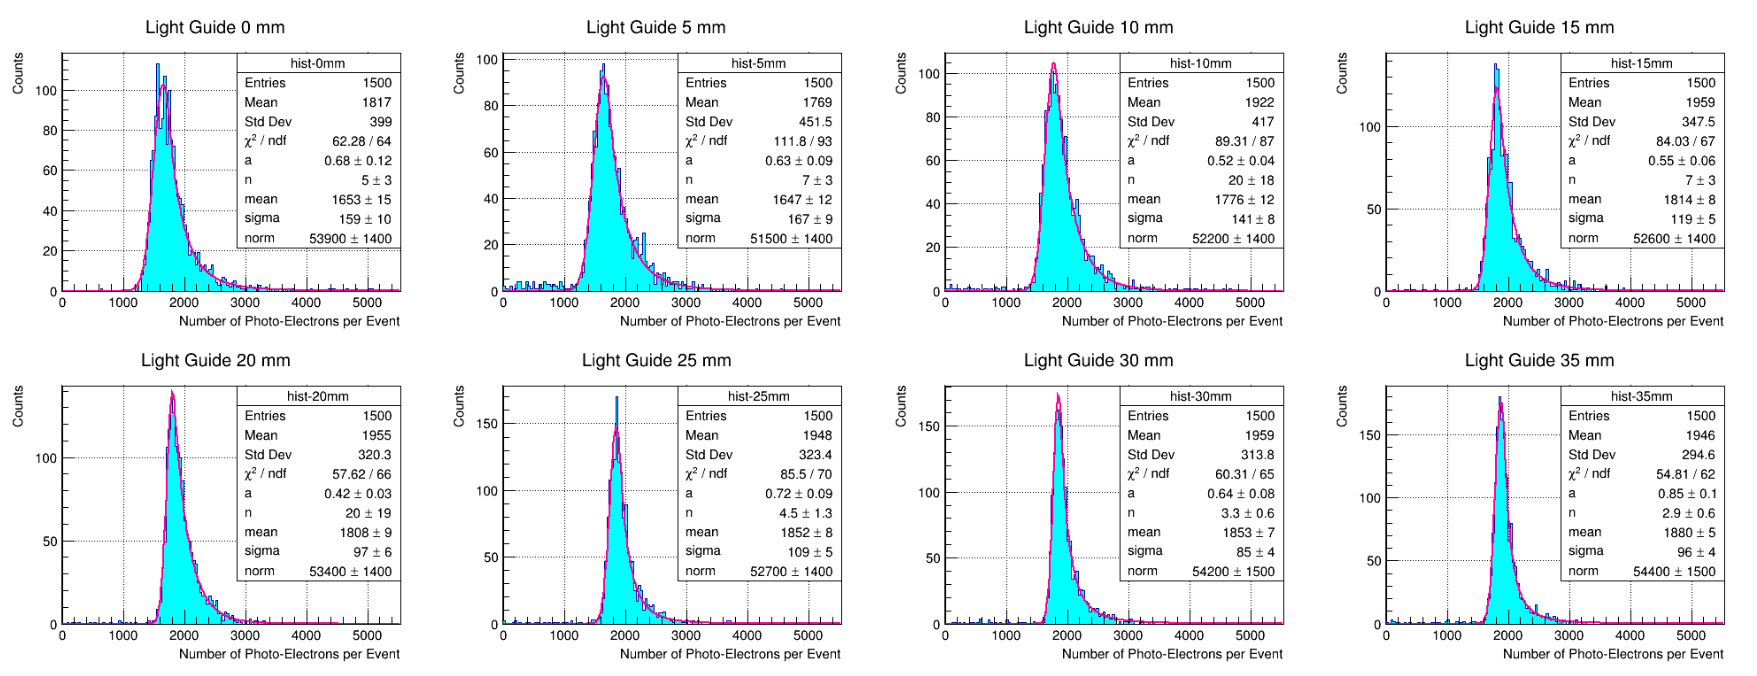 Light Guide 0 mm
Counts
hist-0mm
Entries 1500
Mean 1817
Std Dev 399
χ² / ndf 62.28 / 64
a 0.68 ± 0.12
n 5 ± 3
mean 1653 ± 15
sigma 159 ± 10
norm 53900 ± 1400
100
80
60
40
20
0
0 1000 2000 3000 4000 5000
Number of Photo-Electrons per Event
Light Guide 5 mm
Counts
hist-5mm
Entries 1500
Mean 1769
Std Dev 451.5
χ² / ndf 111.8 / 93
a 0.63 ± 0.09
n 7 ± 3
mean 1647 ± 12
sigma 167 ± 9
norm 51500 ± 1400
100
80
60
40
20
0
0 1000 2000 3000 4000 5000
Number of Photo-Electrons per Event
Light Guide 10 mm
Counts
hist-10mm
Entries 1500
Mean 1922
Std Dev 417
χ² / ndf 89.31 / 87
a 0.52 ± 0.04
n 20 ± 18
mean 1776 ± 12
sigma 141 ± 8
norm 52200 ± 1400
100
80
60
40
20
0
0 1000 2000 3000 4000 5000
Number of Photo-Electrons per Event
Light Guide 15 mm
Counts
hist-15mm
Entries 1500
Mean 1959
Std Dev 347.5
χ² / ndf 84.03 / 67
a 0.55 ± 0.06
n 7 ± 3
mean 1814 ± 8
sigma 119 ± 5
norm 52600 ± 1400
100
50
0
0 1000 2000 3000 4000 5000
Number of Photo-Electrons per Event
Light Guide 20 mm
Counts
hist-20mm
Entries 1500
Mean 1955
Std Dev 320.3
χ² / ndf 57.62 / 66
a 0.42 ± 0.03
n 20 ± 19
mean 1808 ± 9
sigma 97 ± 6
norm 53400 ± 1400
100
50
0
0 1000 2000 3000 4000 5000
Number of Photo-Electrons per Event
Light Guide 25 mm
Counts
hist-25mm
Entries 1500
Mean 1948
Std Dev 323.4
χ² / ndf 85.5 / 70
a 0.72 ± 0.09
n 4.5 ± 1.3
mean 1852 ± 8
sigma 109 ± 5
norm 52700 ± 1400
150
100
50
0
0 1000 2000 3000 4000 5000
Number of Photo-Electrons per Event
Light Guide 30 mm
Counts
hist-30mm
Entries 1500
Mean 1959
Std Dev 313.8
χ² / ndf 60.31 / 65
a 0.64 ± 0.08
n 3.3 ± 0.6
mean 1853 ± 7
sigma 85 ± 4
norm 54200 ± 1500
150
100
50
0
0 1000 2000 3000 4000 5000
Number of Photo-Electrons per Event
Light Guide 35 mm
Counts
hist-35mm
Entries 1500
Mean 1946
Std Dev 294.6
χ² / ndf 54.81 / 62
a 0.85 ± 0.1
n 2.9 ± 0.6
mean 1880 ± 5
sigma 96 ± 4
norm 54400 ± 1500
150
100
50
0
0 1000 2000 3000 4000 5000
Number of Photo-Electrons per Event